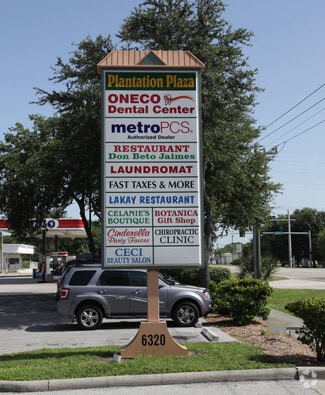 Plantation Plaza
ONECO
Dental Center
metroPCS.
Authorized Dealer
RESTAURANT
Don Beto Jaimes
LAUNDROMAT
FAST TAXES & MORE
LAKAY RESTAURANT
CELANIE'S
BOUTIQUE
BOTANICA
Gift Shop
Cinderella
Party Favors
CHIROPRACTIC
CLINIC
CECI
BEAUTY SALON
6320